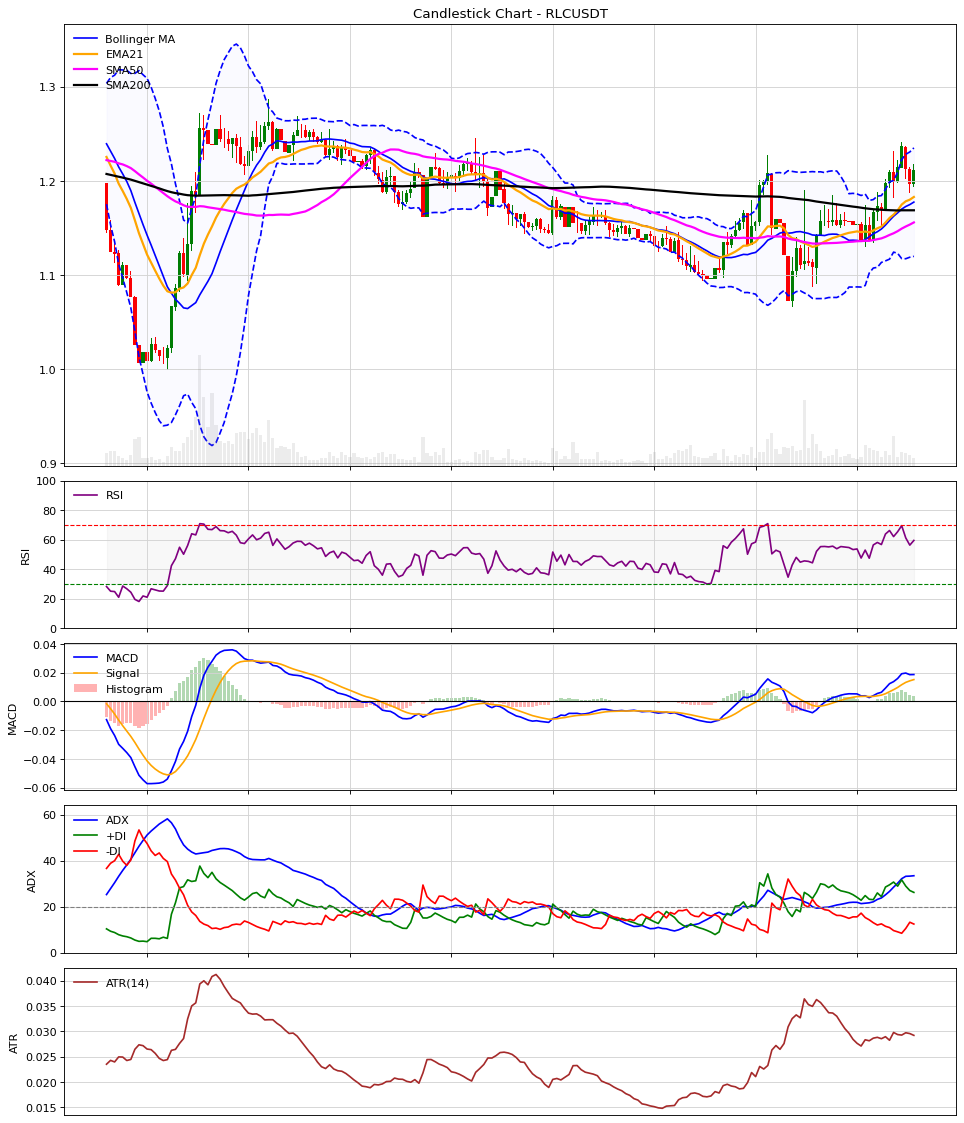 Candlestick Chart - RLCUSDT
Bollinger MA
EMA21
SMA50
SMA200
1.3
1.2
1.1
1.0
0.9
RSI
100
80
60
40
20
0
RSI
MACD
Signal
Histogram
0.04
0.02
0.00
−0.02
−0.04
−0.06
MACD
ADX
+DI
-DI
60
40
20
0
ADX
ATR(14)
0.040
0.035
0.030
0.025
0.020
0.015
ATR